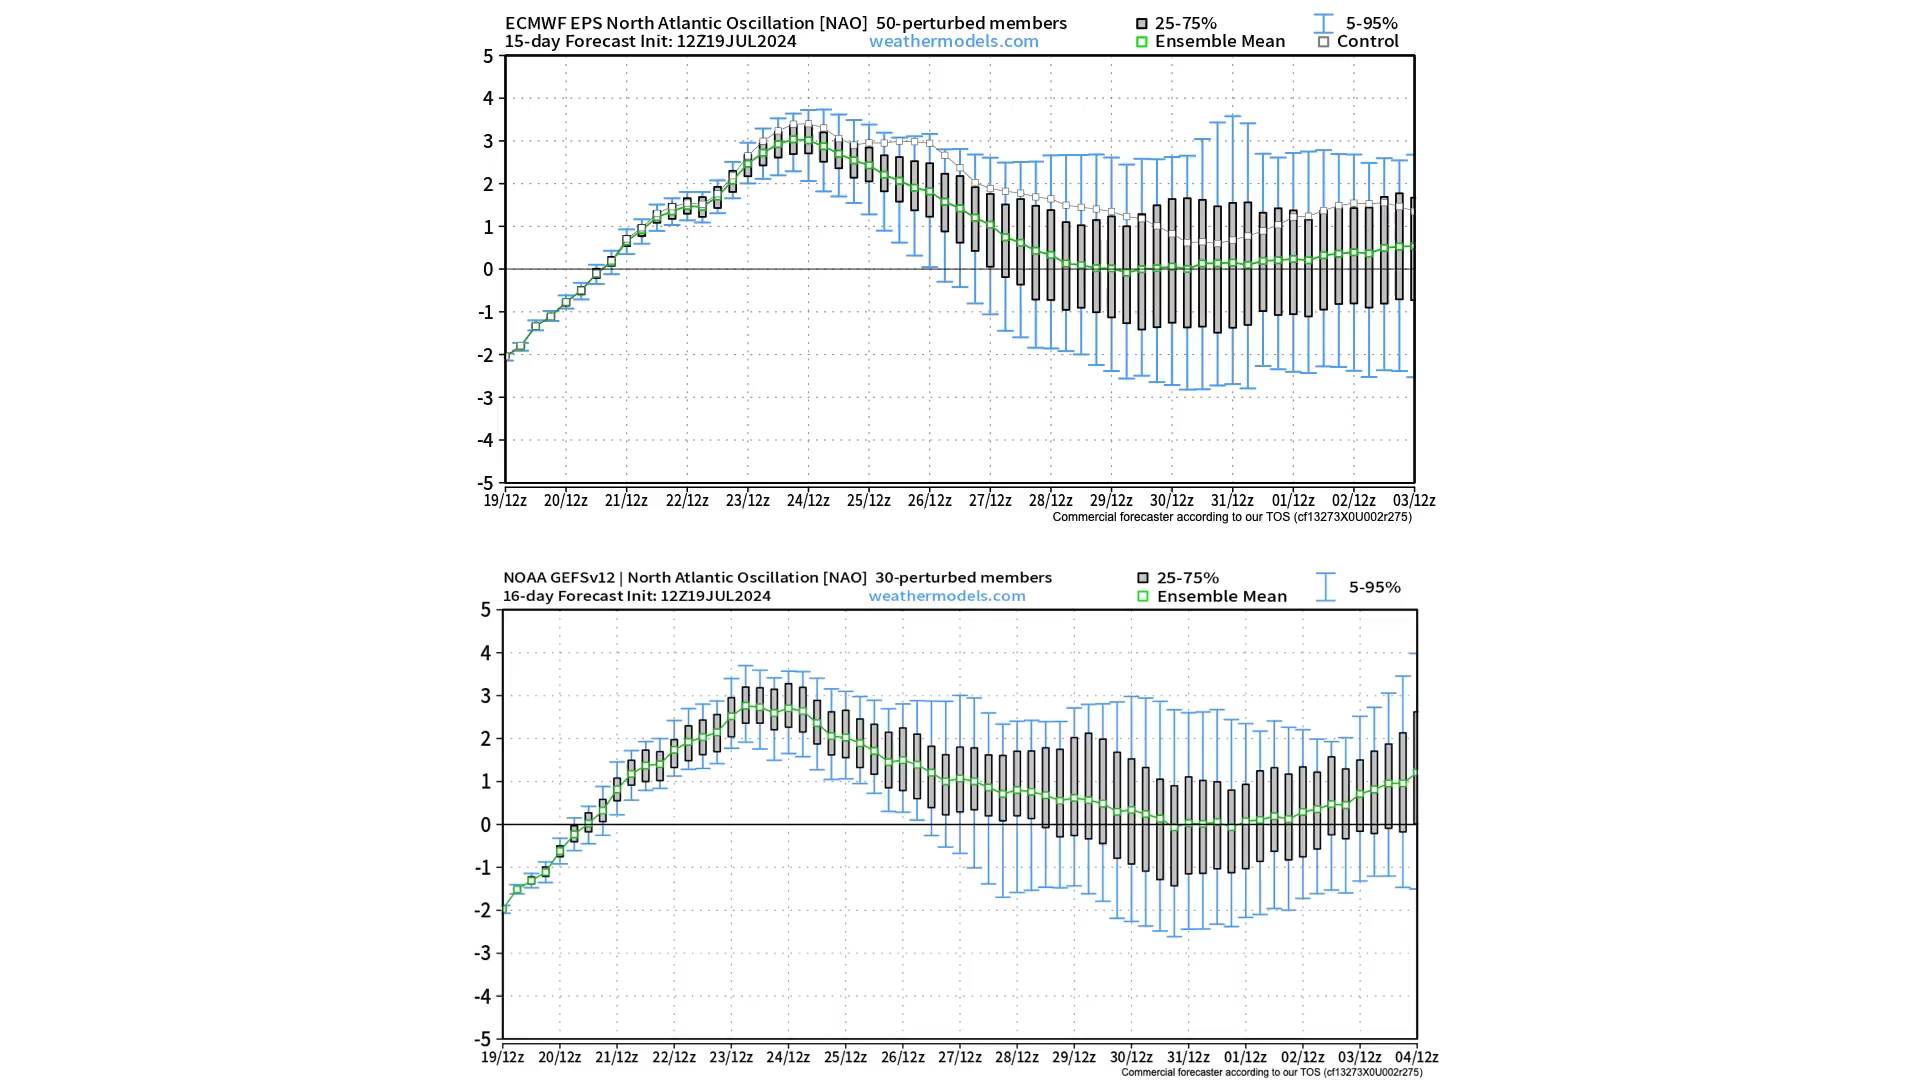 ECMWF EPS North Atlantic Oscillation [NAO] 50-perturbed members
15-day Forecast Init: 12Z19JUL2024 weathermodels.com
25-75% 5-95%
Ensemble Mean Control
5
4
3
2
1
0
-1
-2
-3
-4
-5
19/12z 20/12z 21/12z 22/12z 23/12z 24/12z 25/12z 26/12z 27/12z 28/12z 29/12z 30/12z 31/12z 01/12z 02/12z 03/12z
Commercial forecaster according to our TOS (cf13273X0U002r275)
NOAA GEFSv12 | North Atlantic Oscillation [NAO] 30-perturbed members
16-day Forecast Init: 12Z19JUL2024 weathermodels.com
25-75% 5-95%
Ensemble Mean
5
4
3
2
1
0
-1
-2
-3
-4
-5
19/12z 20/12z 21/12z 22/12z 23/12z 24/12z 25/12z 26/12z 27/12z 28/12z 29/12z 30/12z 31/12z 01/12z 02/12z 03/12z 04/12z
Commercial forecaster according to our TOS (cf13273X0U002r275)